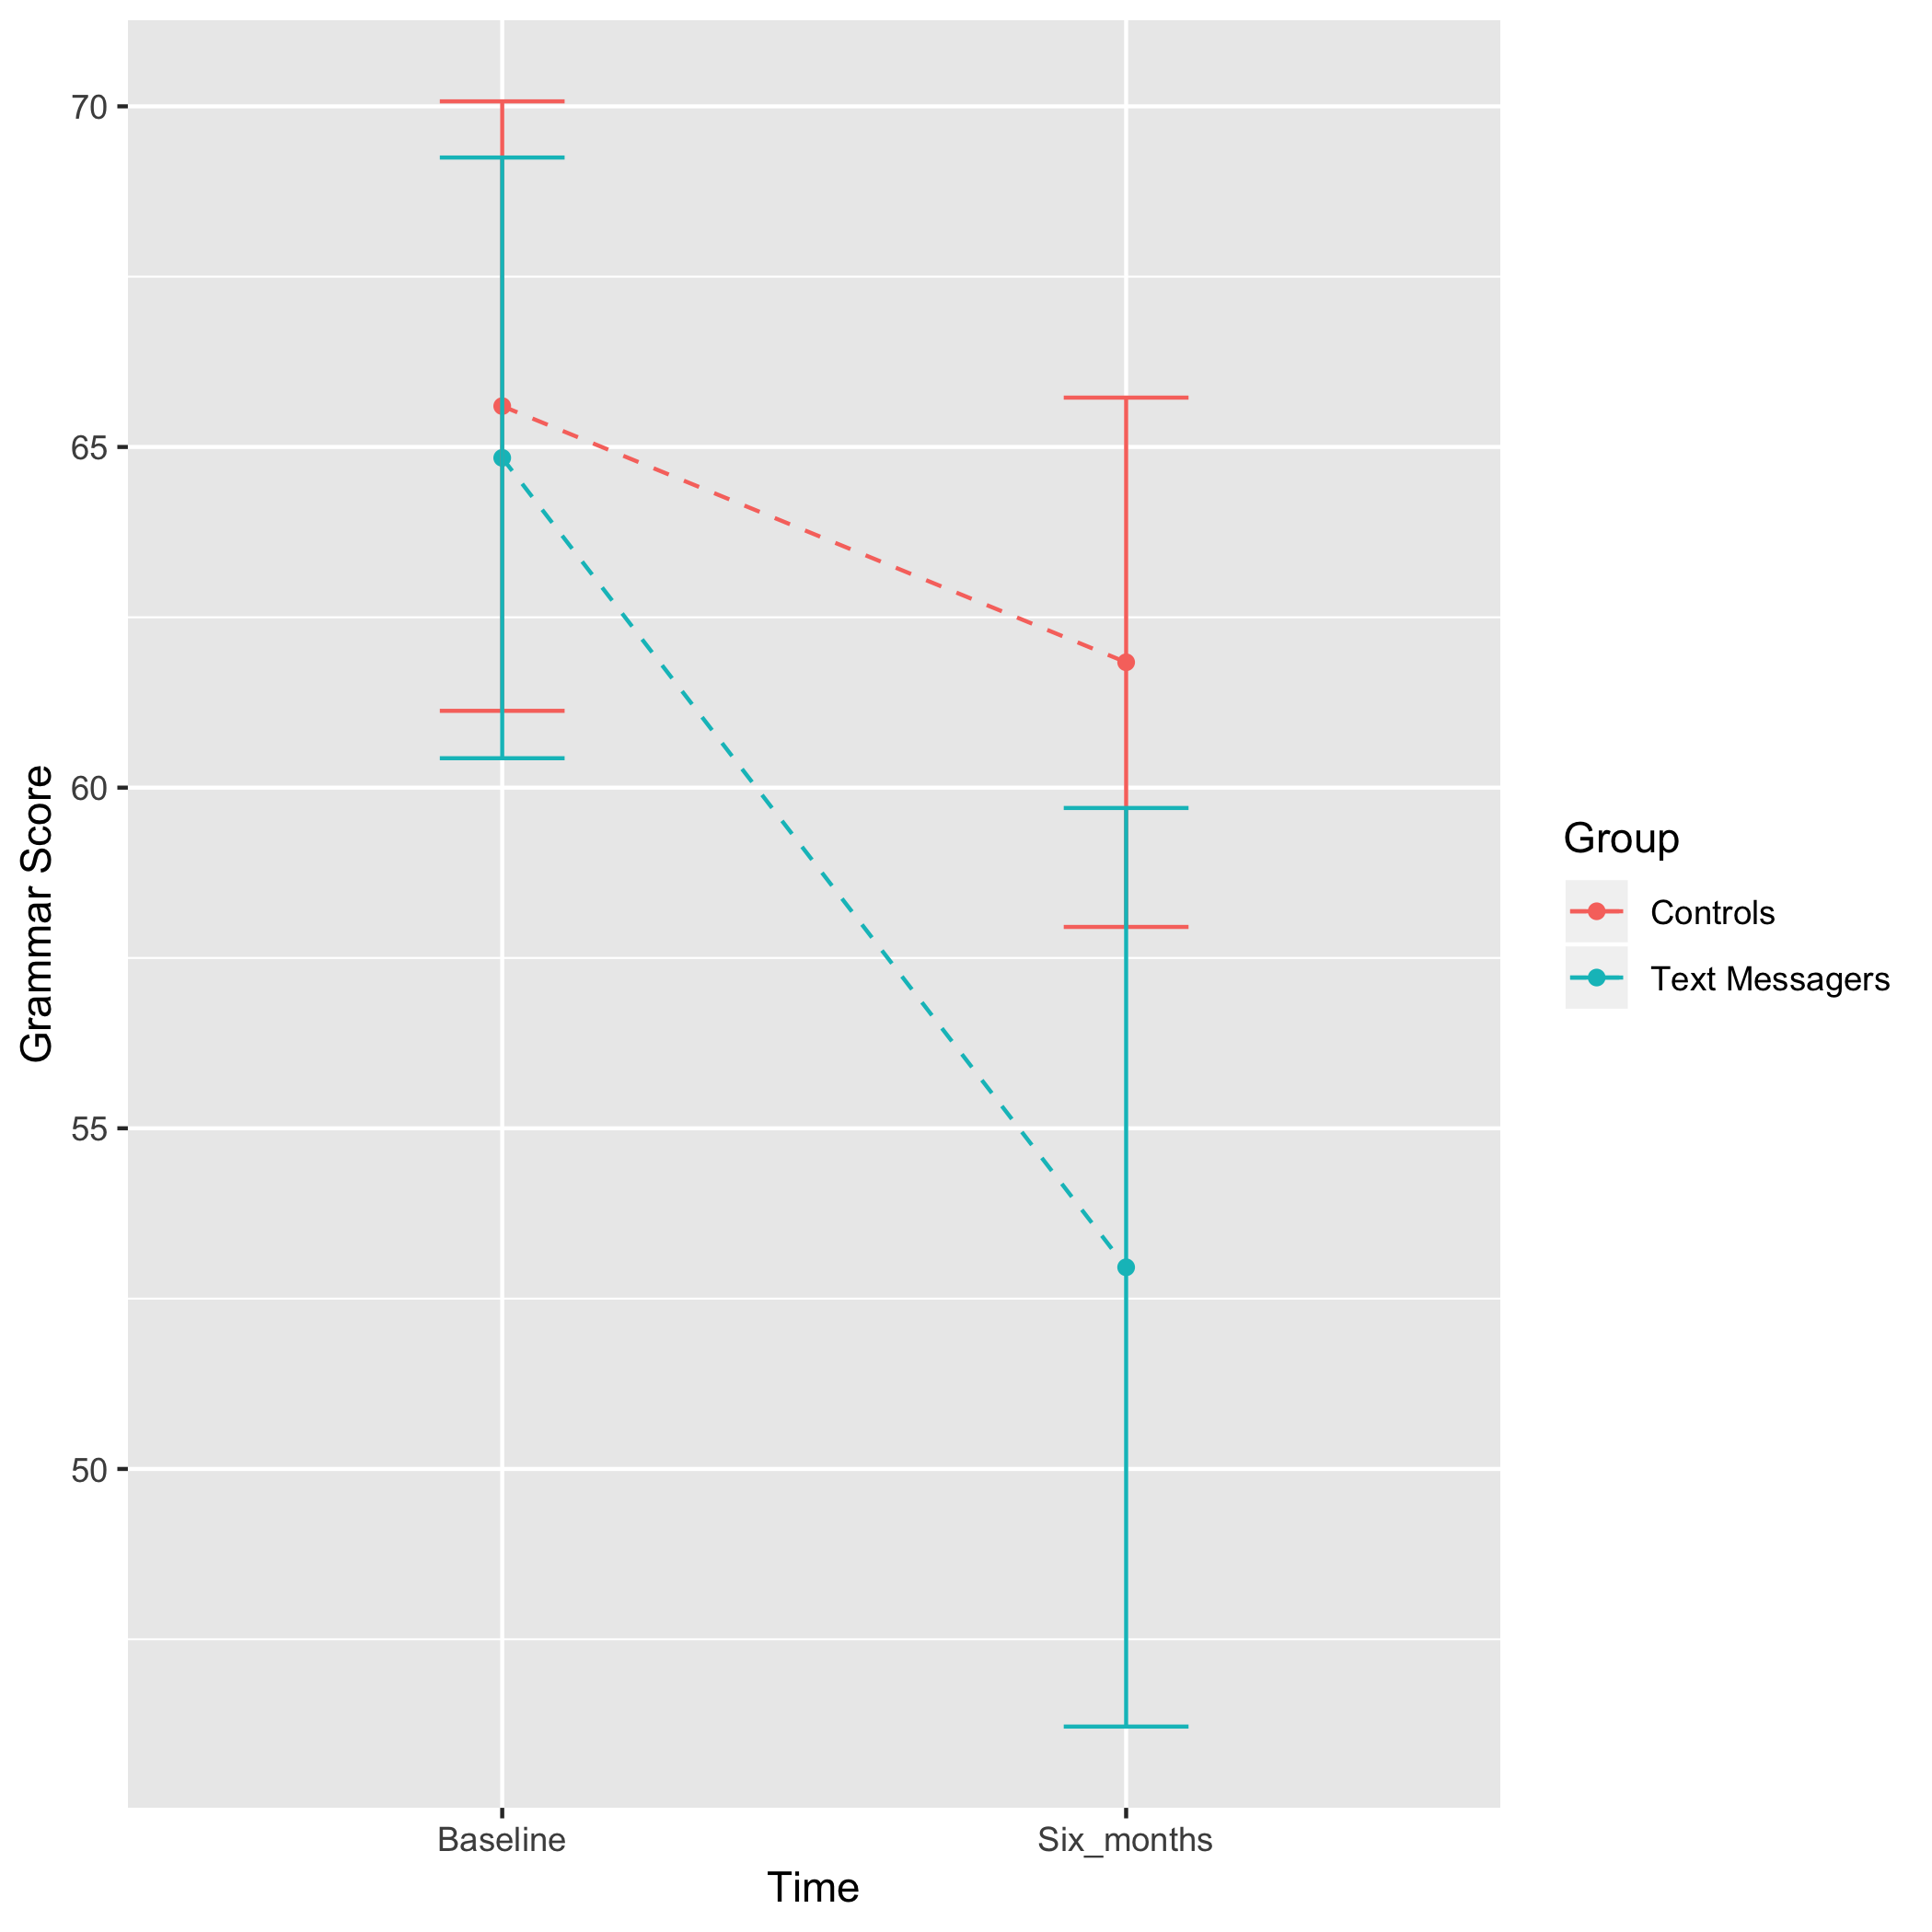 Grammar Score
70
65
60
55
50
Baseline
Six_months
Time
Group
Controls
Text Messagers